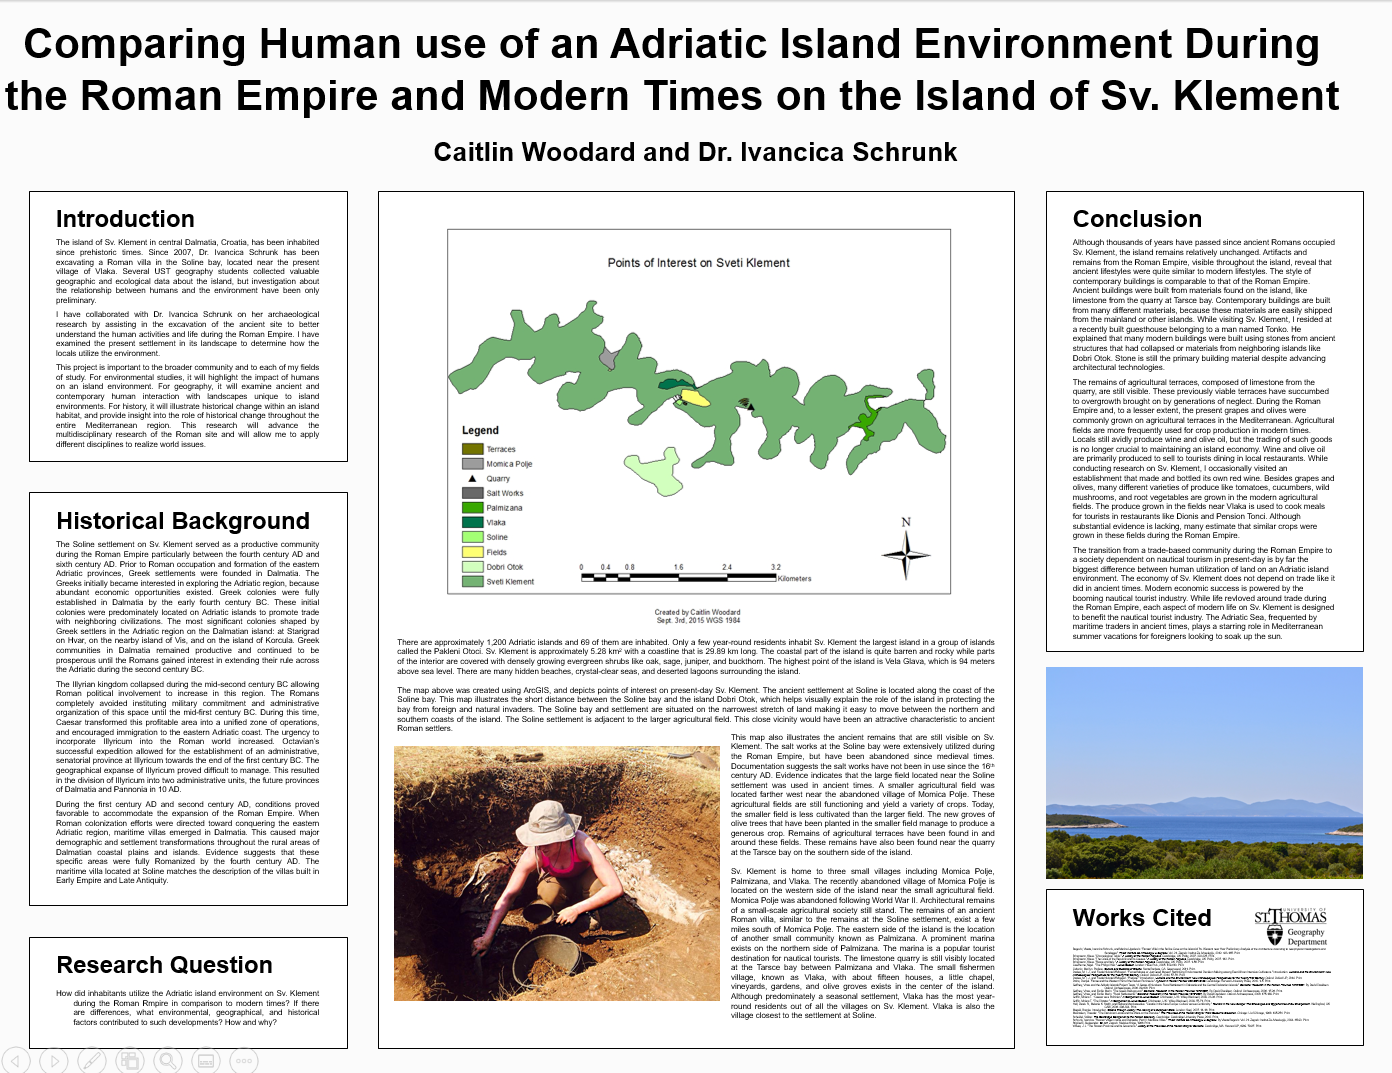 Comparing Human use of an Adriatic Island Environment During
the Roman Empire and Modern Times on the Island of Sv. Klement
Caitlin Woodard and Dr. Ivancica Schrunk
Introduction
The island of Sv. Klement in central Dalmatia, Croatia, has been inhabited
since prehistoric times. Since 2007, Dr. Ivancica Schrunk has been
excavating a Roman villa in the Soline bay, located near the present
village of Vlaka. Several UST geography students collected valuable
geographic and ecological data about the island, but investigation about
the relationship between humans and the environment have been only
preliminary.
I have collaborated with Dr. Ivancica Schrunk on her archaeological
research by assisting in the excavation of the ancient site to better
understand the human activities and life during the Roman Empire. I have
examined the present settlement in its landscape to determine how the
locals utilize the environment.
This project is important to the broader community and to each of my fields
of study. For environmental studies, it will highlight the impact of humans
on an island environment. For geography, it will examine ancient and
contemporary human interaction with landscapes unique to island
environments. For history, it will illustrate historical change within an island
habitat, and provide insight into the role of historical change throughout the
entire Mediterranean region. This research will advance the
multidisciplinary research of the Roman site and will allow me to apply
different disciplines to realize world issues.
Historical Background
The Soline settlement on Sv. Klement served as a productive community
during the Roman Empire particularly between the fourth century AD and
sixth century AD. Prior to Roman occupation and formation of the eastern
Adriatic provinces, Greek settlements were founded in Dalmatia. The
Greeks initially became interested in exploring the Adriatic region, because
abundant economic opportunities existed. Greek colonies were fully
established in Dalmatia by the early fourth century BC. These initial
colonies were predominately located on Adriatic islands to promote trade
with neighboring civilizations. The most significant colonies shaped by
Greek settlers in the Adriatic region on the Dalmatian island: at Starigrad
on Hvar, on the nearby island of Vis, and on the island of Korcula. Greek
communities in Dalmatia remained productive and continued to be
prosperous until the Romans gained interest in extending their rule across
the Adriatic during the second century BC.
The Illyrian kingdom collapsed during the mid-second century BC allowing
Roman political involvement to increase in this region. The Romans
completely avoided instituting military commitment and administrative
organization of this space until the mid-first century BC. During this time,
Caesar transformed this profitable area into a unified zone of operations,
and encouraged immigration to the eastern Adriatic coast. The urgency to
incorporate Illyricum into the Roman world increased. Octavian's
successful expedition allowed for the establishment of an administrative,
senatorial province at Illyricum towards the end of the first century BC. The
geographical expanse of Illyricum proved difficult to manage. This resulted
in the division of Illyricum into two administrative units, the future provinces
of Dalmatia and Pannonia in 10 AD.
During the first century AD and second century AD, conditions proved
favorable to accommodate the expansion of the Roman Empire. When
Roman colonization efforts were directed toward conquering the eastern
Adriatic region, maritime villas emerged in Dalmatia. This caused major
demographic and settlement transformations throughout the rural areas of
Dalmatian coastal plains and islands. Evidence suggests that these
specific areas were fully Romanized by the fourth century AD. The
maritime villa located at Soline matches the description of the villas built in
Early Empire and Late Antiquity.
Research Question
How did inhabitants utilize the Adriatic island environment on Sv. Klement
during the Roman Rmpire in comparison to modern times? If there
are differences, what environmental, geographical, and historical
factors contributed to such developments? How and why?
Points of Interest on Sveti Klement
Legend
Terraces
Momica Polje
Quarry
Salt Works
Palmizana
Vlaka
Soline
Fields
Dobri Otok
Sveti Klement
N
0 0.4 0.8 1.6 2.4 3.2
Kilometers
Created by Caitlin Woodard
Sept. 3rd, 2015 WGS 1984
There are approximately 1,200 Adriatic islands and 69 of them are inhabited. Only a few year-round residents inhabit Sv. Klement the largest island in a group of islands
called the Pakleni Otoci. Sv. Klement is approximately 5.28 km² with a coastline that is 29.89 km long. The coastal part of the island is quite barren and rocky while parts
of the interior are covered with densely growing evergreen shrubs like oak, sage, juniper, and buckthorn. The highest point of the island is Vela Glava, which is 94 meters
above sea level. There are many hidden beaches, crystal-clear seas, and deserted lagoons surrounding the island.
The map above was created using ArcGIS, and depicts points of interest on present-day Sv. Klement. The ancient settlement at Soline is located along the coast of the
Soline bay. This map illustrates the short distance between the Soline bay and the island Dobri Otok, which helps visually explain the role of the island in protecting the
bay from foreign and natural invaders. The Soline bay and settlement are situated on the narrowest stretch of land making it easy to move between the northern and
southern coasts of the island. The Soline settlement is adjacent to the larger agricultural field. This close vicinity would have been an attractive characteristic to ancient
Roman settlers.
This map also illustrates the ancient remains that are still visible on Sv.
Klement. The salt works at the Soline bay were extensively utilized during
the Roman Empire, but have been abandoned since medieval times.
Documentation suggests the salt works have not been in use since the 16th
century AD. Evidence indicates that the large field located near the Soline
settlement was used in ancient times. A smaller agricultural field was
located farther west near the abandoned village of Momica Polje. These
agricultural fields are still functioning and yield a variety of crops. Today,
the smaller field is less cultivated than the larger field. The new groves of
olive trees that have been planted in the smaller field manage to produce a
generous crop. Remains of agricultural terraces have been found in and
around these fields. These remains have also been found near the quarry
at the Tarsce bay on the southern side of the island.
Sv. Klement is home to three small villages including Momica Polje,
Palmizana, and Vlaka. The recently abandoned village of Momica Polje is
located on the western side of the island near the small agricultural field.
Momica Polje was abandoned following World War II. Architectural remains
of a small-scale agricultural society still stand. The remains of an ancient
Roman villa, similar to the remains at the Soline settlement, exist a few
miles south of Momica Polje. The eastern side of the island is the location
of another small community known as Palmizana. A prominent marina
exists on the northern side of Palmizana. The marina is a popular tourist
destination for nautical tourists. The limestone quarry is still visibly located
at the Tarsce bay between Palmizana and Vlaka. The small fishermen
village, known as Vlaka, with about fifteen houses, a little chapel,
vineyards, gardens, and olive groves exists in the center of the island.
Although predominately a seasonal settlement, Vlaka has the most year-
round residents out of all the villages on Sv. Klement. Vlaka is also the
village closest to the settlement at Soline.
Conclusion
Although thousands of years have passed since ancient Romans occupied
Sv. Klement, the island remains relatively unchanged. Artifacts and
remains from the Roman Empire, visible throughout the island, reveal that
ancient lifestyles were quite similar to modern lifestyles. The style of
contemporary buildings is comparable to that of the Roman Empire.
Ancient buildings were built from materials found on the island, like
limestone from the quarry at Tarsce bay. Contemporary buildings are built
from many different materials, because these materials are easily shipped
from the mainland or other islands. While visiting Sv. Klement, I resided at
a recently built guesthouse belonging to a man named Tonko. He
explained that many modern buildings were built using stones from ancient
structures that had collapsed or materials from neighboring islands like
Dobri Otok. Stone is still the primary building material despite advancing
architectural technologies.
The remains of agricultural terraces, composed of limestone from the
quarry, are still visible. These previously viable terraces have succumbed
to overgrowth brought on by generations of neglect. During the Roman
Empire and, to a lesser extent, the present grapes and olives were
commonly grown on agricultural terraces in the Mediterranean. Agricultural
fields are more frequently used for crop production in modern times.
Locals still avidly produce wine and olive oil, but the trading of such goods
is no longer crucial to maintaining an island economy. Wine and olive oil
are primarily produced to sell to tourists dining in local restaurants. While
conducting research on Sv. Klement, I occasionally visited an
establishment that made and bottled its own red wine. Besides grapes and
olives, many different varieties of produce like tomatoes, cucumbers, wild
mushrooms, and root vegetables are grown in the modern agricultural
fields. The produce grown in the fields near Vlaka is used to cook meals
for tourists in restaurants like Dionis and Pension Tonci. Although
substantial evidence is lacking, many estimate that similar crops were
grown in these fields during the Roman Empire.
The transition from a trade-based community during the Roman Empire to
a society dependent on nautical tourism in present-day is by far the
biggest difference between human utilization of land on an Adriatic island
environment. The economy of Sv. Klement does not depend on trade like it
did in ancient times. Modern economic success is powered by the
booming nautical tourist industry. While life revloved around trade during
the Roman Empire, each aspect of modern life on Sv. Klement is designed
to benefit the nautical tourist industry. The Adriatic Sea, frequented by
maritime traders in ancient times, plays a starring role in Mediterranean
summer vacations for foreigners looking to soak up the sun.
Works Cited
UNIVERSITY OF
ST. THOMAS
Geography
Department